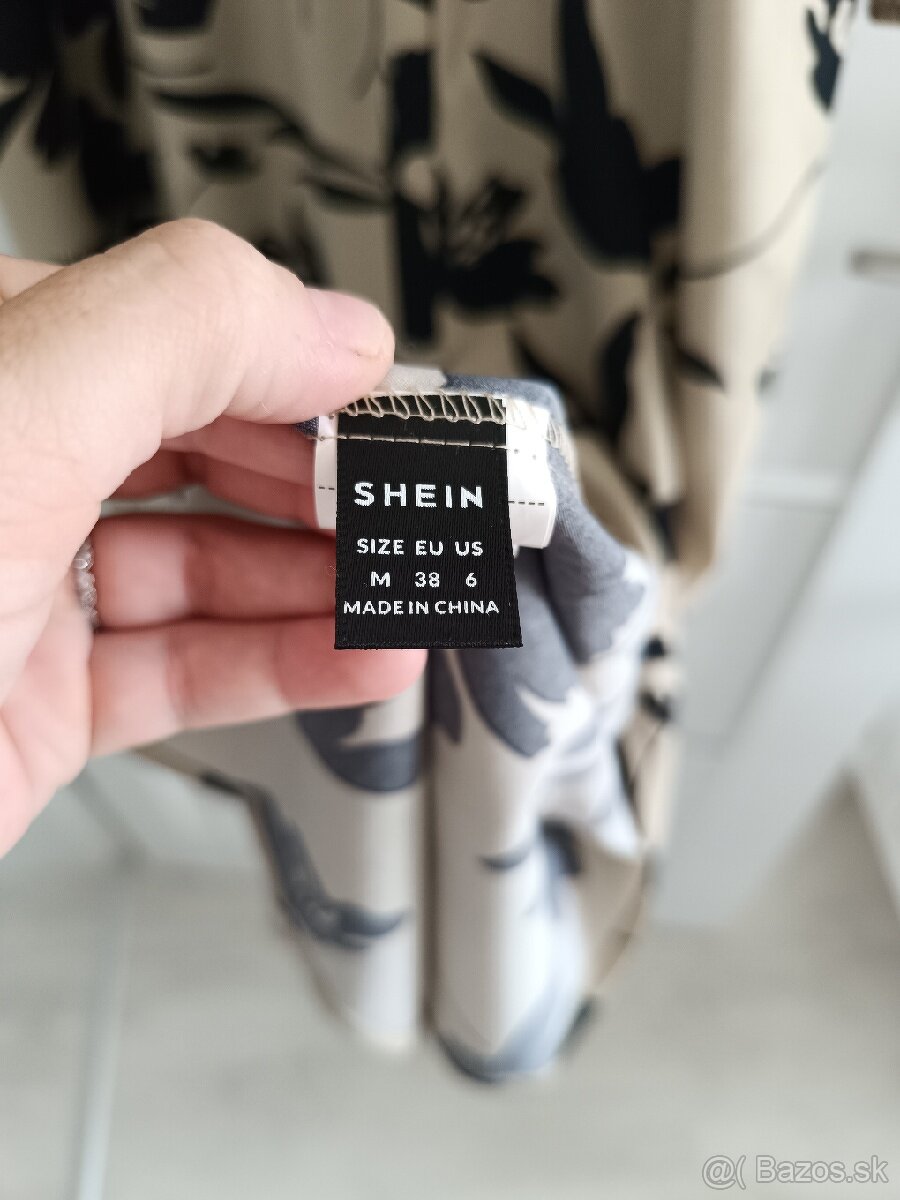 SHEIN
SIZE EU US
M 38 6
MADE IN CHINA
@( Bazos.sk